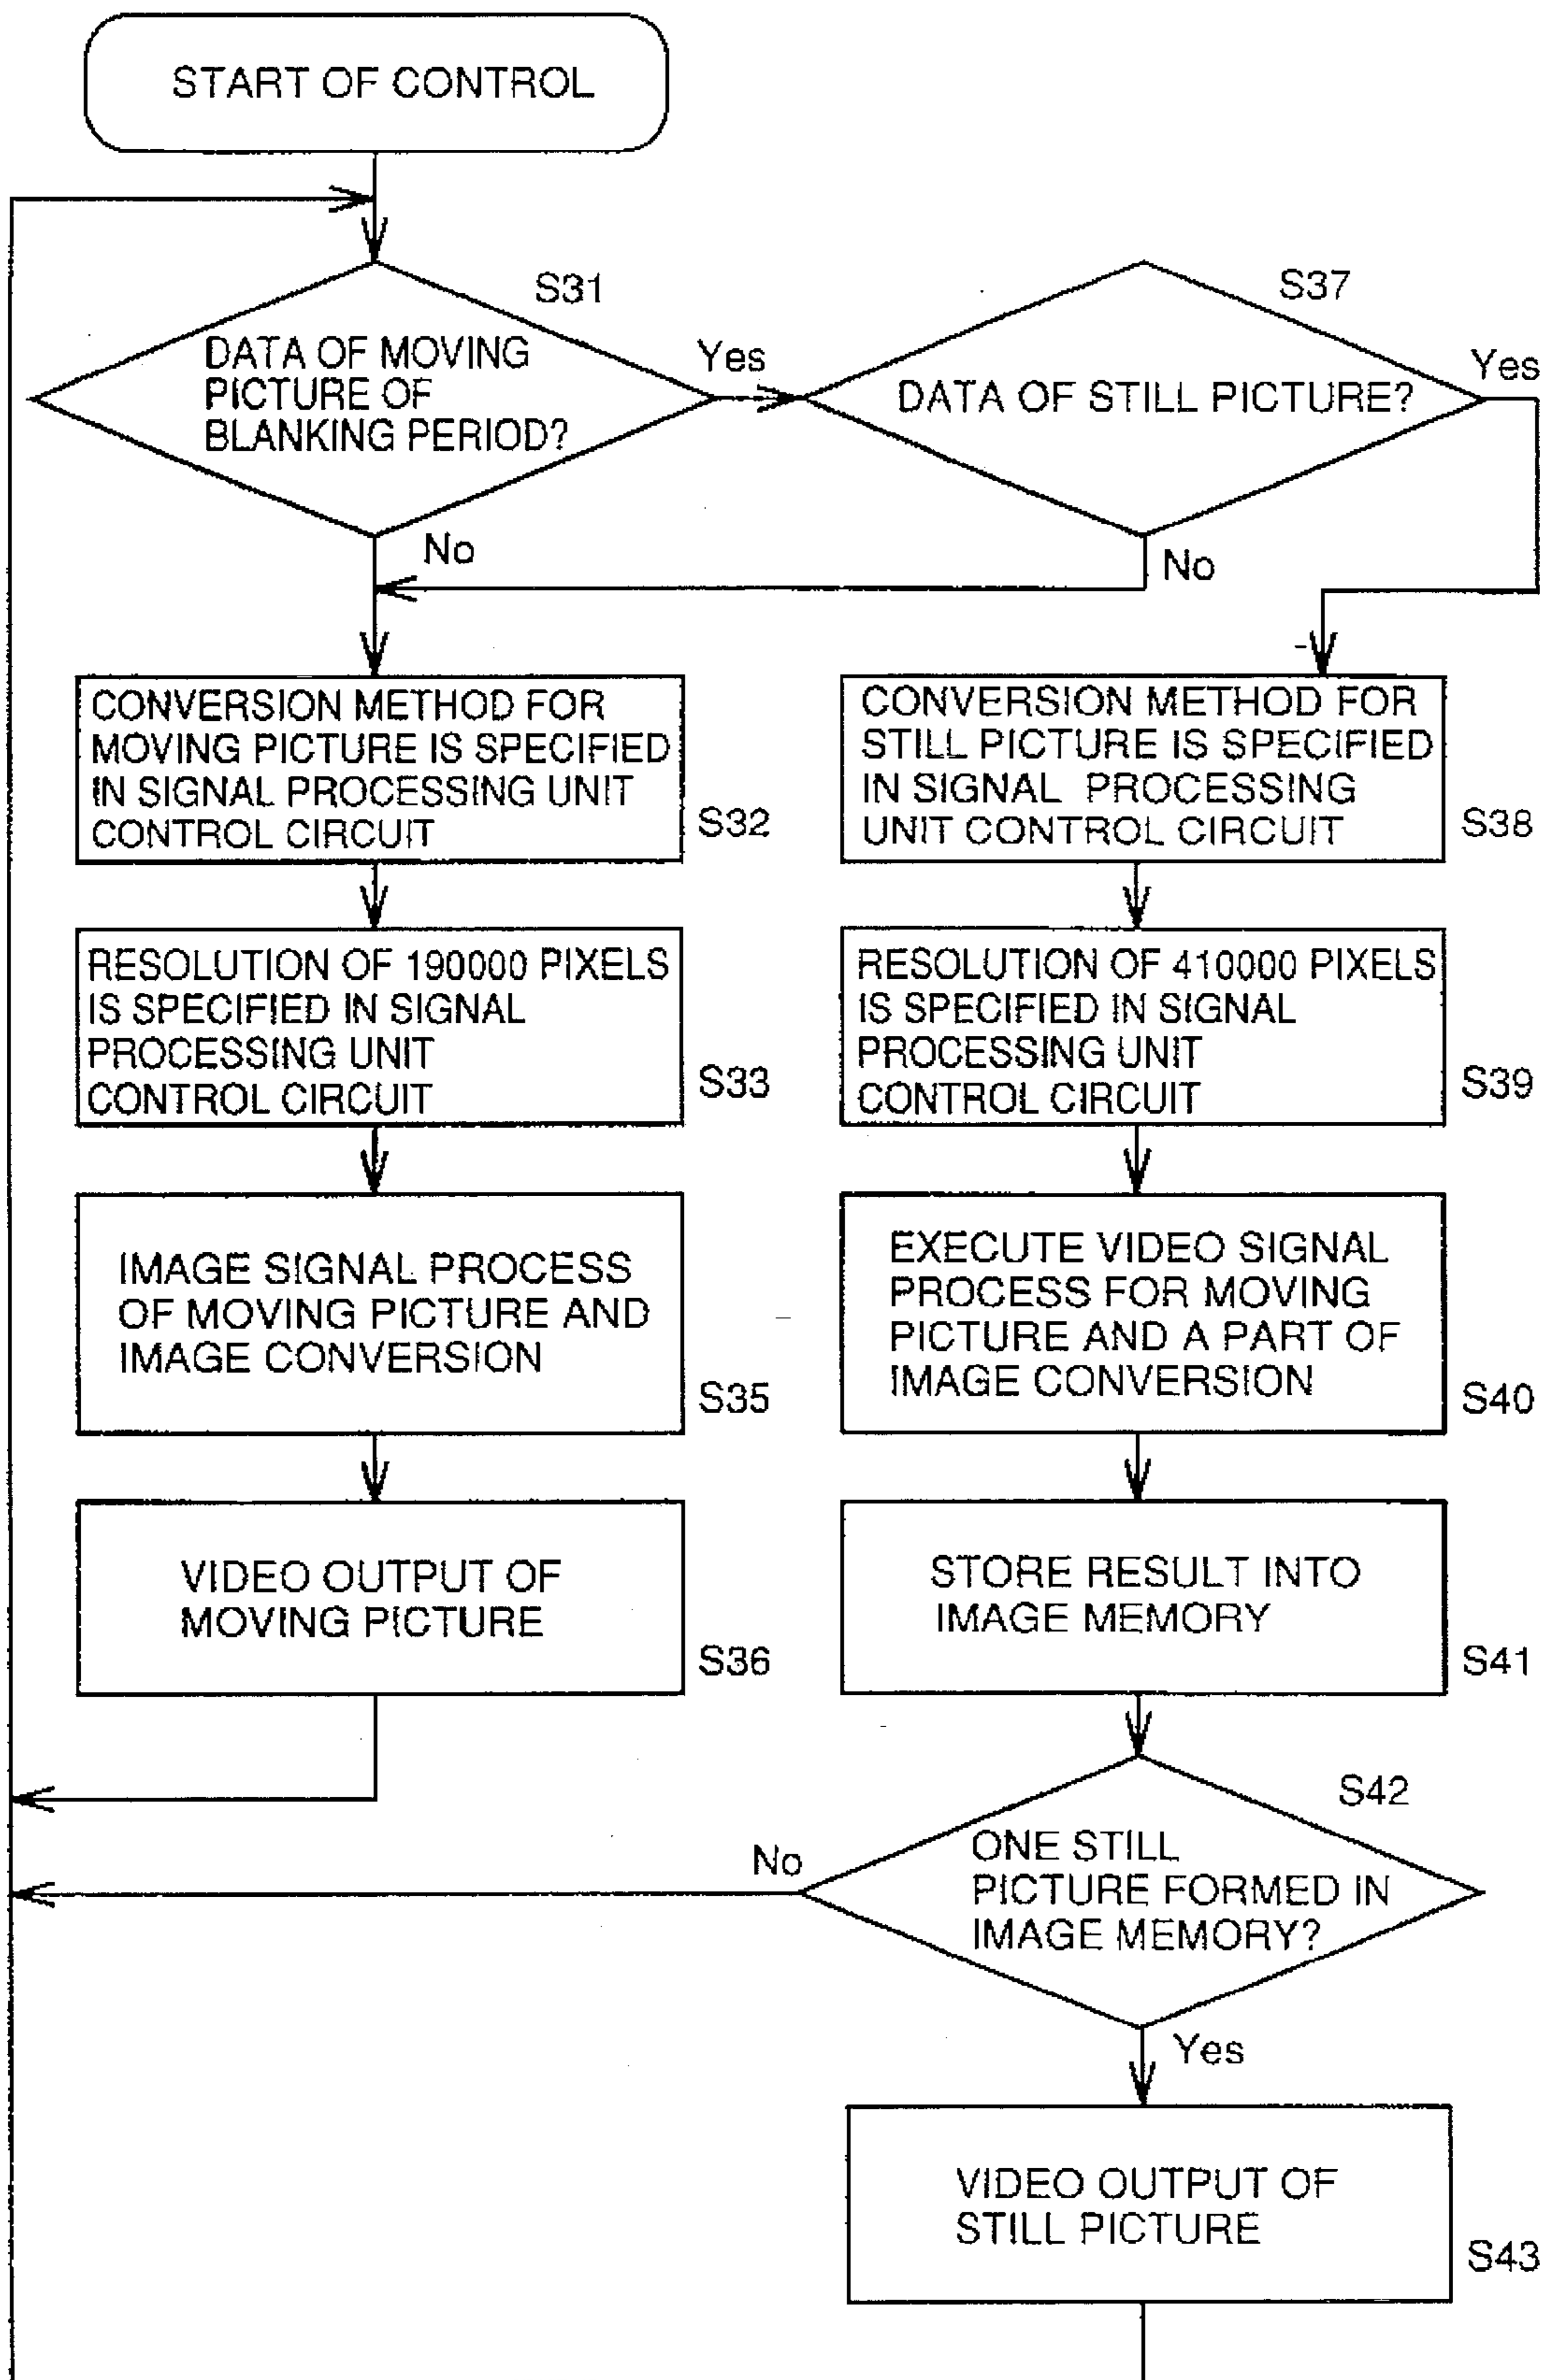 START OF CONTROL
S31
DATA OF MOVING
PICTURE OF
BLANKING PERIOD?
Yes
No
S37
DATA OF STILL PICTURE?
Yes
No
CONVERSION METHOD FOR
MOVING PICTURE IS SPECIFIED
IN SIGNAL PROCESSING UNIT
CONTROL CIRCUIT
S32
RESOLUTION OF 190000 PIXELS
IS SPECIFIED IN SIGNAL
PROCESSING UNIT
CONTROL CIRCUIT
S33
IMAGE SIGNAL PROCESS
OF MOVING PICTURE AND
IMAGE CONVERSION
S35
VIDEO OUTPUT OF
MOVING PICTURE
S36
CONVERSION METHOD FOR
STILL PICTURE IS SPECIFIED
IN SIGNAL PROCESSING
UNIT CONTROL CIRCUIT
S38
RESOLUTION OF 410000 PIXELS
IS SPECIFIED IN SIGNAL
PROCESSING UNIT
CONTROL CIRCUIT
S39
EXECUTE VIDEO SIGNAL
PROCESS FOR MOVING
PICTURE AND A PART OF
IMAGE CONVERSION
S40
STORE RESULT INTO
IMAGE MEMORY
S41
S42
ONE STILL
PICTURE FORMED IN
IMAGE MEMORY?
No
Yes
VIDEO OUTPUT OF
STILL PICTURE
S43